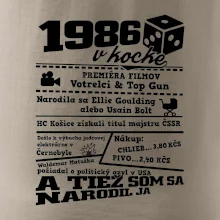 1986
v kocke
PREMIÉRA FILMOV
Votrelci & Top Gun
Narodila sa Ellie Goulding
alebo Usain Bolt
HC Košice získali titul majstru ČSSR
Došlo k výbuchu jadrovej
elektrárne v
Černobyle
Waldemar Matuška
požiadal o politický azyl v USA
Nákup:
CHLIEB...3,80 KČS
PIVO...2,40 KČS
A TIEŽ SOM SA
NARODIL JA